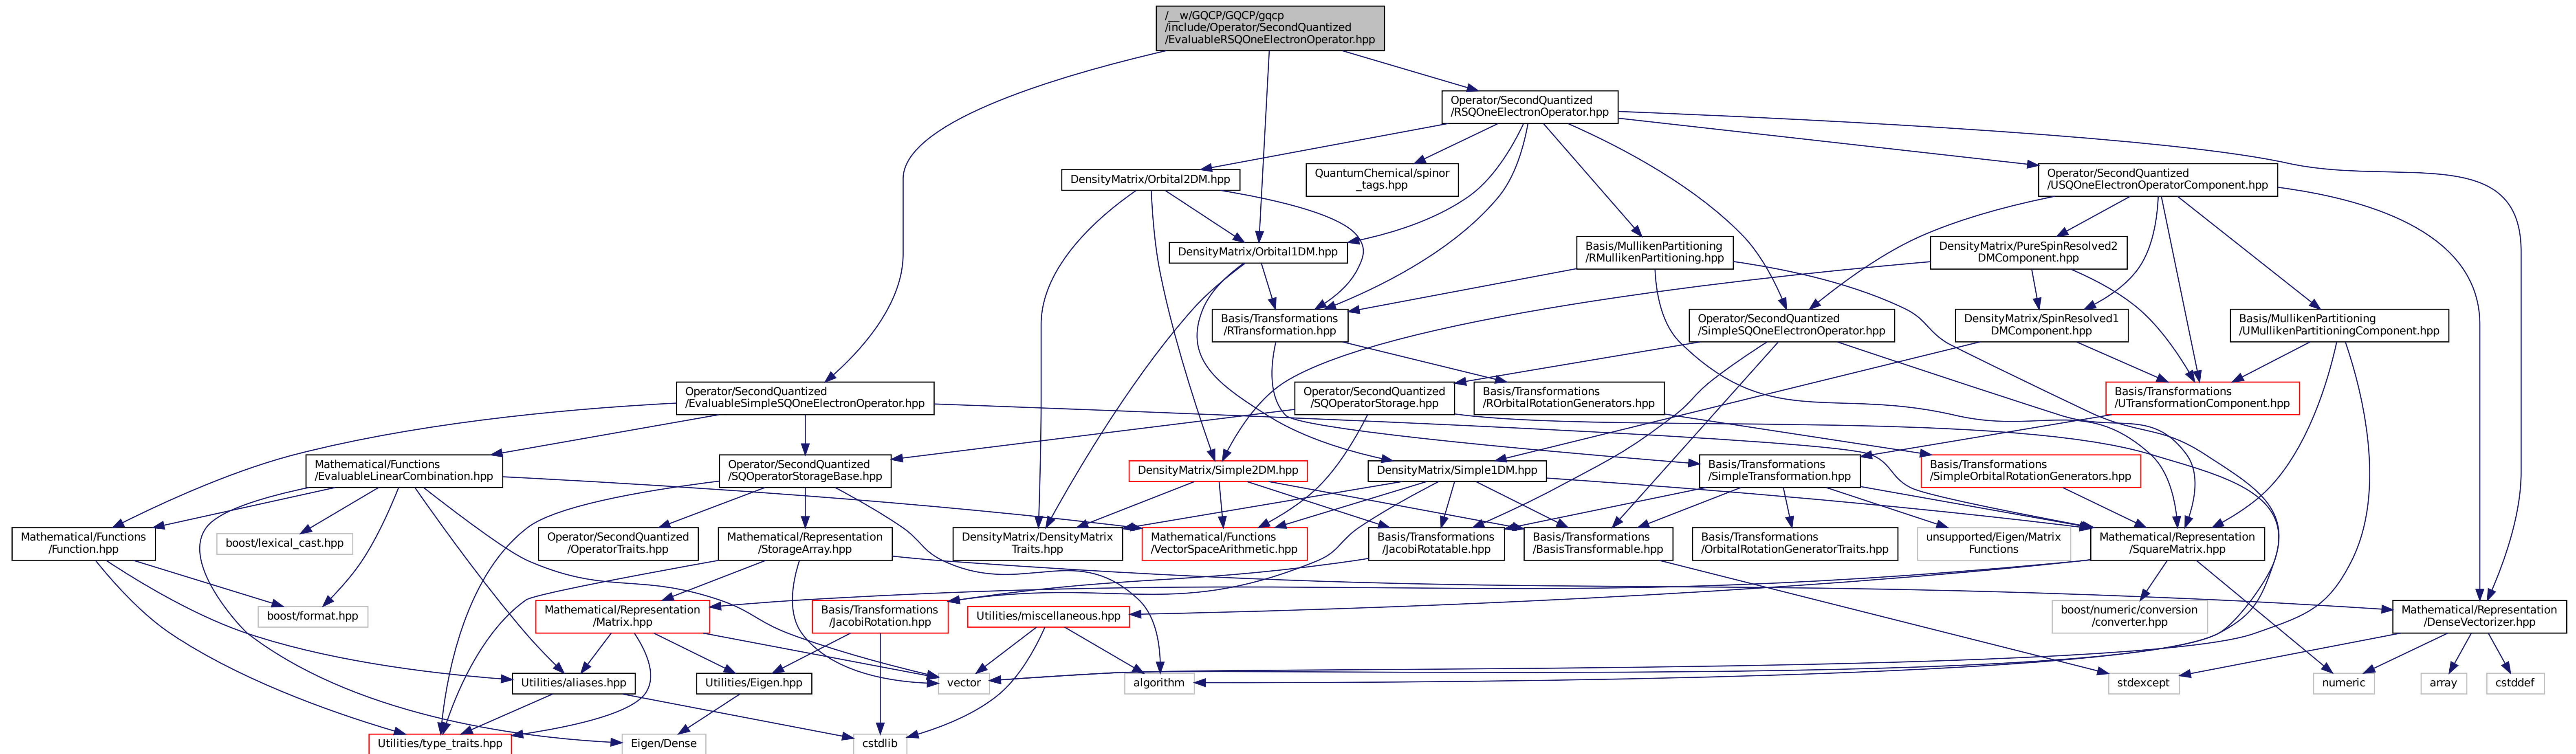 /__w/GQCP/GQCP/gqcp
/include/Operator/SecondQuantized
/EvaluableRSQOneElectronOperator.hpp
Operator/SecondQuantized
/RSQOneElectronOperator.hpp
DensityMatrix/Orbital2DM.hpp
QuantumChemical/spinor
_tags.hpp
Operator/SecondQuantized
/USQOneElectronOperatorComponent.hpp
DensityMatrix/Orbital1DM.hpp
Basis/MullikenPartitioning
/RMullikenPartitioning.hpp
DensityMatrix/PureSpinResolved2
DMComponent.hpp
Basis/Transformations
/RTransformation.hpp
Operator/SecondQuantized
/SimpleSQOneElectronOperator.hpp
DensityMatrix/SpinResolved1
DMComponent.hpp
Basis/MullikenPartitioning
/UMullikenPartitioningComponent.hpp
Operator/SecondQuantized
/EvaluableSimpleSQOneElectronOperator.hpp
Operator/SecondQuantized
/SQOperatorStorage.hpp
Basis/Transformations
/ROrbitalRotationGenerators.hpp
Basis/Transformations
/UTransformationComponent.hpp
Mathematical/Functions
/EvaluableLinearCombination.hpp
Operator/SecondQuantized
/SQOperatorStorageBase.hpp
DensityMatrix/Simple2DM.hpp
DensityMatrix/Simple1DM.hpp
Basis/Transformations
/SimpleTransformation.hpp
Basis/Transformations
/SimpleOrbitalRotationGenerators.hpp
Mathematical/Functions
/Function.hpp
boost/lexical_cast.hpp
Operator/SecondQuantized
/OperatorTraits.hpp
Mathematical/Representation
/StorageArray.hpp
DensityMatrix/DensityMatrix
Traits.hpp
Mathematical/Functions
/VectorSpaceArithmetic.hpp
Basis/Transformations
/JacobiRotatable.hpp
Basis/Transformations
/BasisTransformable.hpp
Basis/Transformations
/OrbitalRotationGeneratorTraits.hpp
unsupported/Eigen/Matrix
Functions
Mathematical/Representation
/SquareMatrix.hpp
boost/format.hpp
Mathematical/Representation
/Matrix.hpp
Basis/Transformations
/JacobiRotation.hpp
Utilities/miscellaneous.hpp
boost/numeric/conversion
/converter.hpp
Mathematical/Representation
/DenseVectorizer.hpp
Utilities/aliases.hpp
Utilities/Eigen.hpp
vector
algorithm
stdexcept
numeric
array
cstddef
Utilities/type_traits.hpp
Eigen/Dense
cstdlib